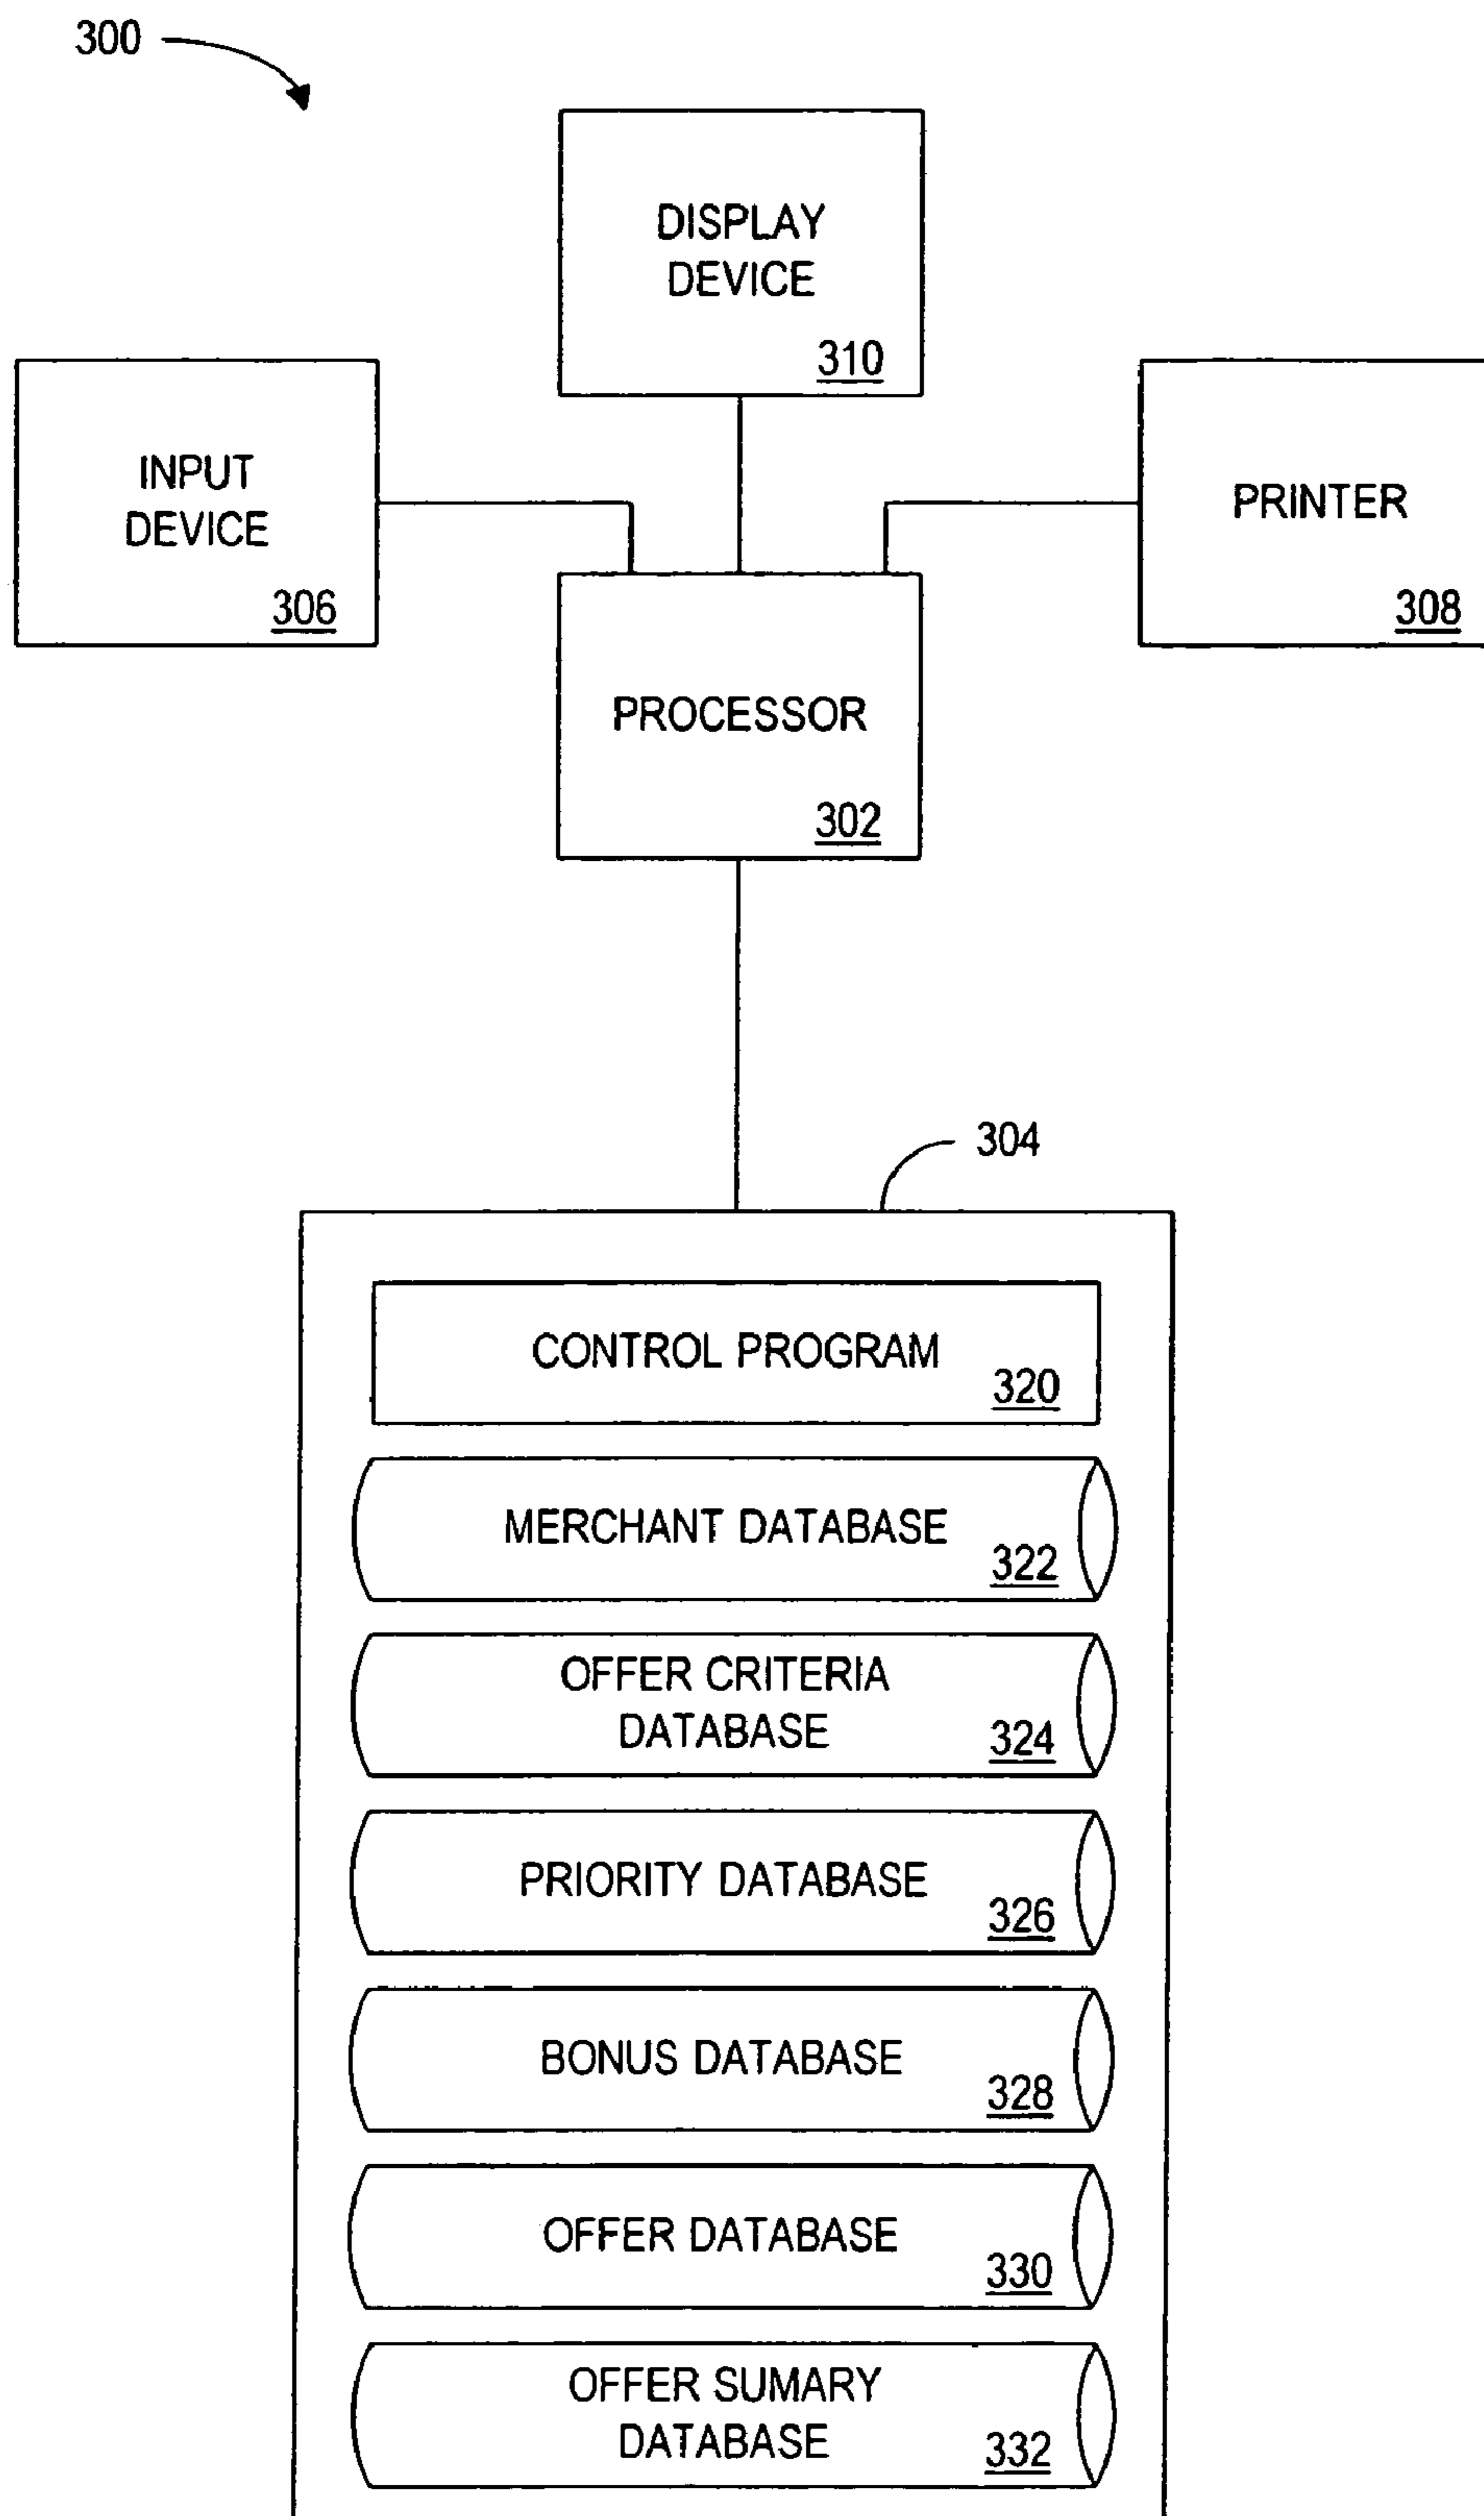 300
DISPLAY
DEVICE
310
INPUT
DEVICE
306
PRINTER
308
PROCESSOR
302
304
CONTROL PROGRAM
320
MERCHANT DATABASE
322
OFFER CRITERIA
DATABASE
324
PRIORITY DATABASE
326
BONUS DATABASE
328
OFFER DATABASE
330
OFFER SUMARY
DATABASE
332